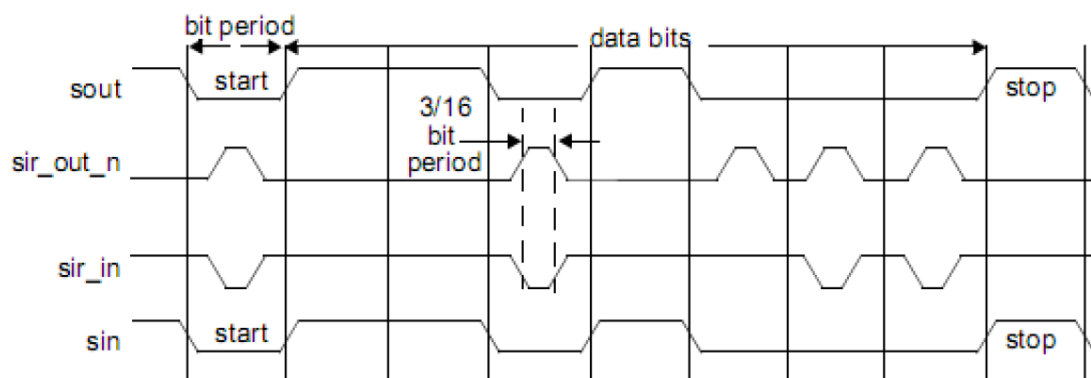 bit period
data bits
sout
start
stop
3/16
bit
period
sir_out_n
sir_in
sin
start
stop